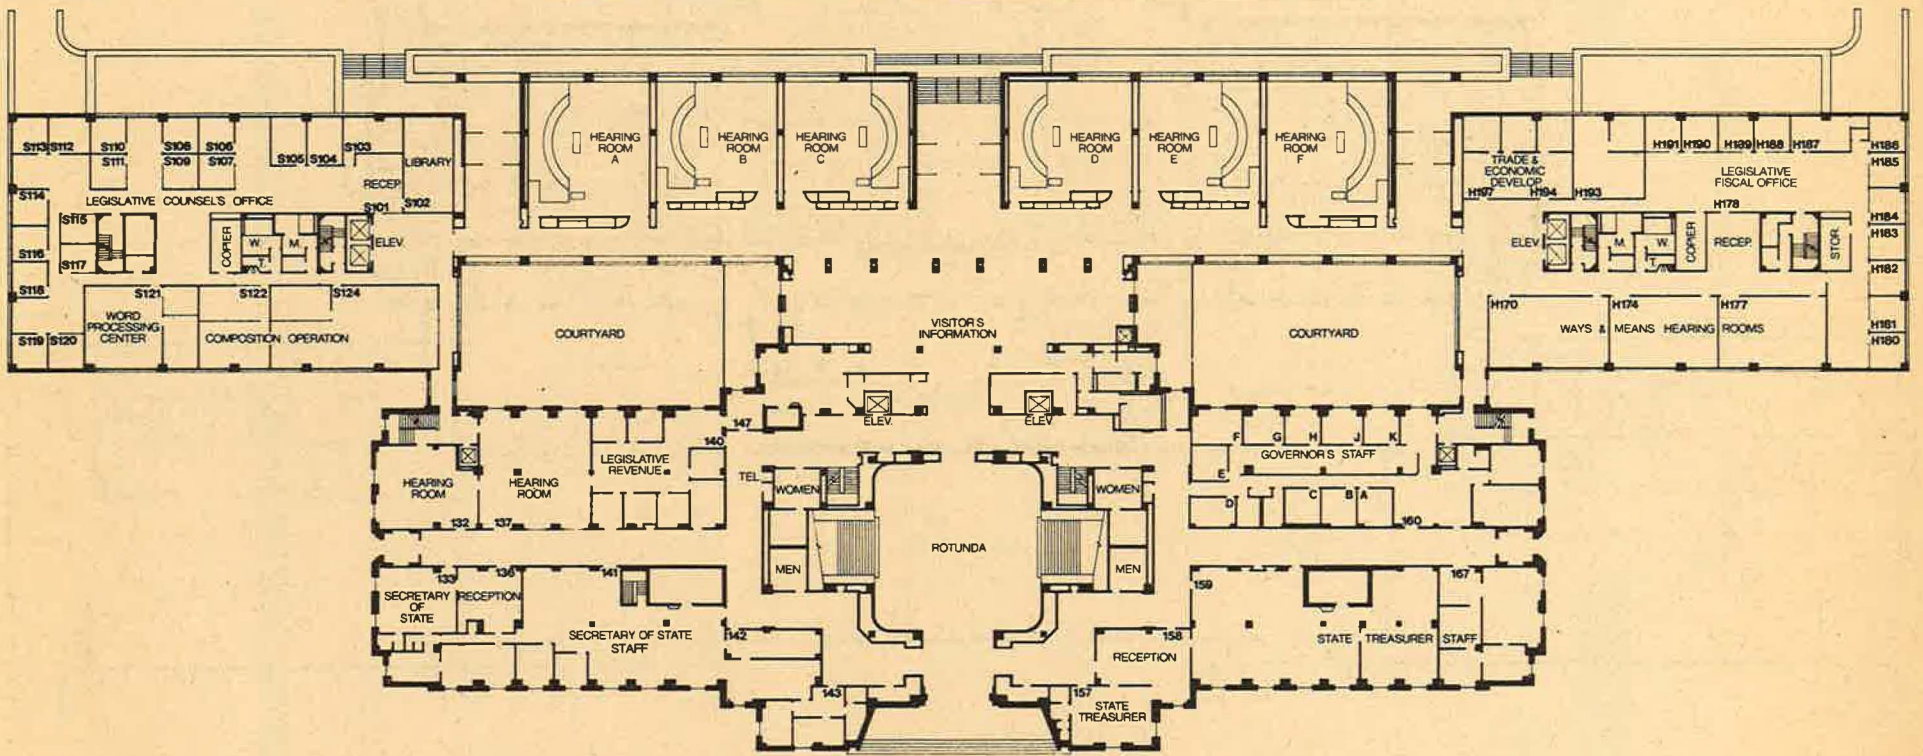 HEARING
ROOM
A
HEARING
ROOM
B
HEARING
ROOM
C
HEARING
ROOM
D
HEARING
ROOM
E
HEARING
ROOM
F
S113 S112 S110 S108 S106 S103
S111 S109 S107 S105 S104
LIBRARY
RECEP.
S114
LEGISLATIVE COUNSEL'S OFFICE
S101 S102
S115
S116
S117
S118
COPIER
W.
T.
M.
ELEV.
S121 S122 S124
WORD
PROCESSING
CENTER
COMPOSITION OPERATION
S119 S120
H191 H190 H189 H188 H187 H186
H185
TRADE &
ECONOMIC
DEVELOP.
H197 H194 H193
LEGISLATIVE
FISCAL OFFICE
H178
H184
H183
H182
ELEV.
M.
W.
T.
COPIER
RECEP.
STOR.
H170 H174 H177
WAYS & MEANS HEARING ROOMS
H181
H180
COURTYARD
VISITOR'S
INFORMATION
COURTYARD
ELEV.
ELEV.
147
140
LEGISLATIVE
REVENUE
TEL.
HEARING
ROOM
HEARING
ROOM
132 137
WOMEN
WOMEN
MEN
MEN
ROTUNDA
F G H J K
GOVERNOR'S STAFF
E
D C B A
160
133 136 141
SECRETARY
OF
STATE
RECEPTION
SECRETARY OF STATE
STAFF
142
143
159
158
RECEPTION
157
STATE
TREASURER
167
STATE TREASURER STAFF